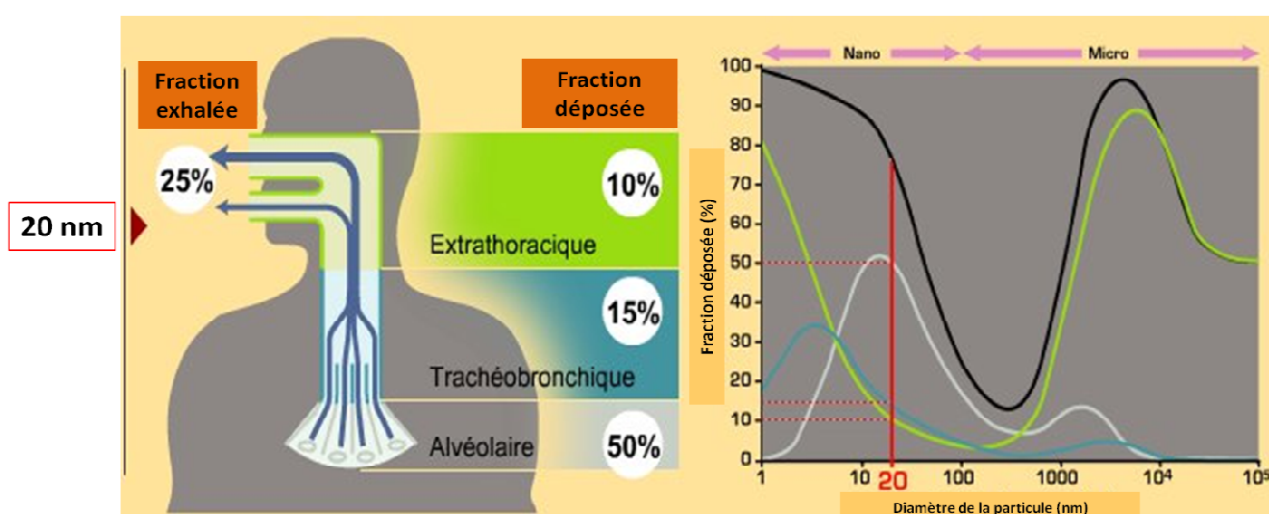 20 nm
Fraction
exhalée
25%
Fraction
déposée
10%
Extrathoracique
15%
Trachéobronchique
50%
Alvéolaire
Nano
Micro
Fraction déposée (%)
100
90
80
70
60
50
40
30
20
10
0
1
10
20
100
1000
10⁴
10⁵
Diamètre de la particule (nm)